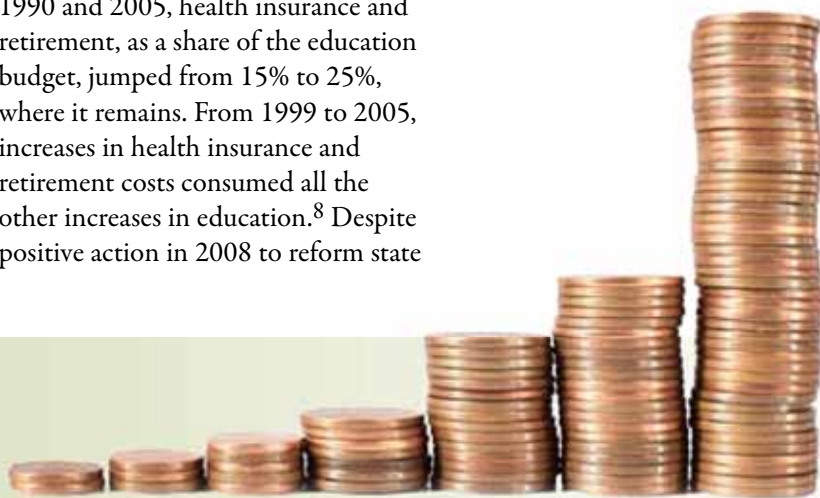 1990 and 2005, health insurance and
retirement, as a share of the education
budget, jumped from 15% to 25%,
where it remains. From 1999 to 2005,
increases in health insurance and
retirement costs consumed all the
other increases in education.8 Despite
positive action in 2008 to reform state